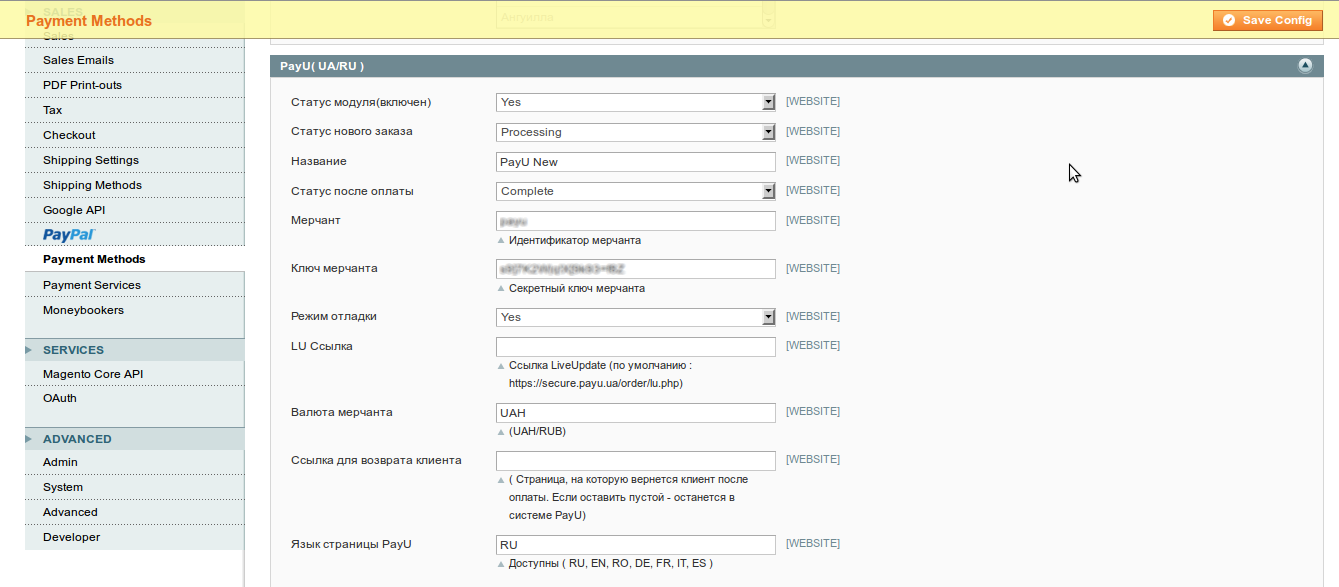 SALES
Ангуилла
Payment Methods
Save Config
Sales
Sales Emails
PDF Print-outs
Tax
Checkout
Shipping Settings
Shipping Methods
Google API
PayPal
Payment Methods
Payment Services
Moneybookers
SERVICES
Magento Core API
OAuth
ADVANCED
Admin
System
Advanced
Developer
PayU( UA/RU )
Статус модуля(включен) Yes [WEBSITE]
Статус нового заказа Processing [WEBSITE]
Название PayU New [WEBSITE]
Статус после оплаты Complete [WEBSITE]
Мерчант payu [WEBSITE]
Идентификатор мерчанта
Ключ мерчанта [WEBSITE]
Секретный ключ мерчанта
Режим отладки Yes [WEBSITE]
LU Ссылка [WEBSITE]
Ссылка LiveUpdate (по умолчанию :
https://secure.payu.ua/order/lu.php)
Валюта мерчанта UAH [WEBSITE]
(UAH/RUB)
Ссылка для возврата клиента [WEBSITE]
( Страница, на которую вернется клиент после
оплаты. Если оставить пустой - останется в
системе PayU)
Язык страницы PayU RU [WEBSITE]
Доступны ( RU, EN, RO, DE, FR, IT, ES )